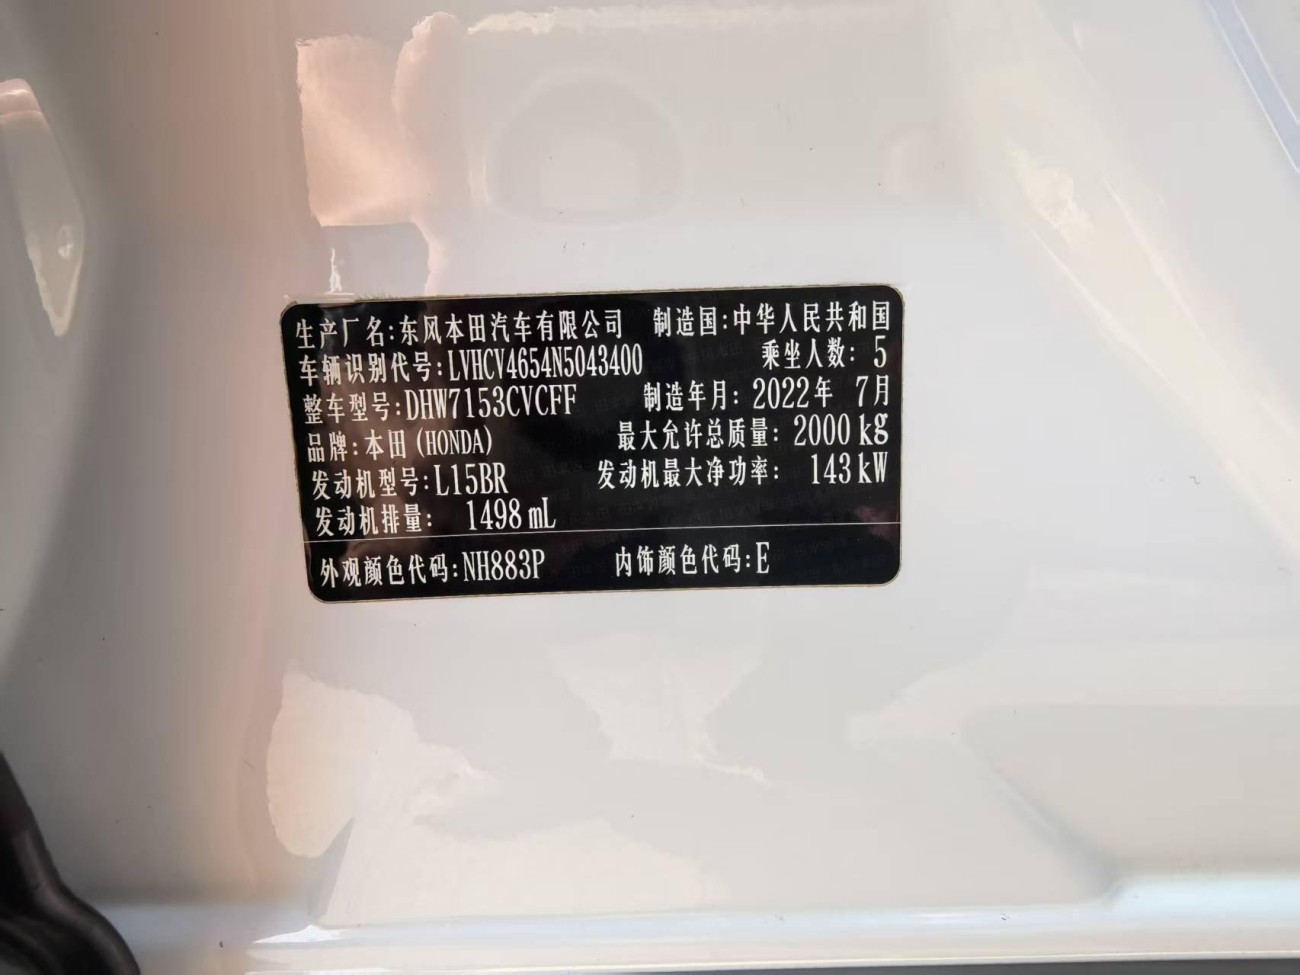 生产厂名:东风本田汽车有限公司 制造国:中华人民共和国
车辆识别代号:LVHCV4654N5043400 乘坐人数: 5
整车型号:DHW7153CVCFF 制造年月: 2022年 7月
品牌:本田(HONDA) 最大允许总质量: 2000 kg
发动机型号:L15BR 发动机最大净功率: 143 kW
发动机排量: 1498 mL
外观颜色代码:NH883P 内饰颜色代码:E